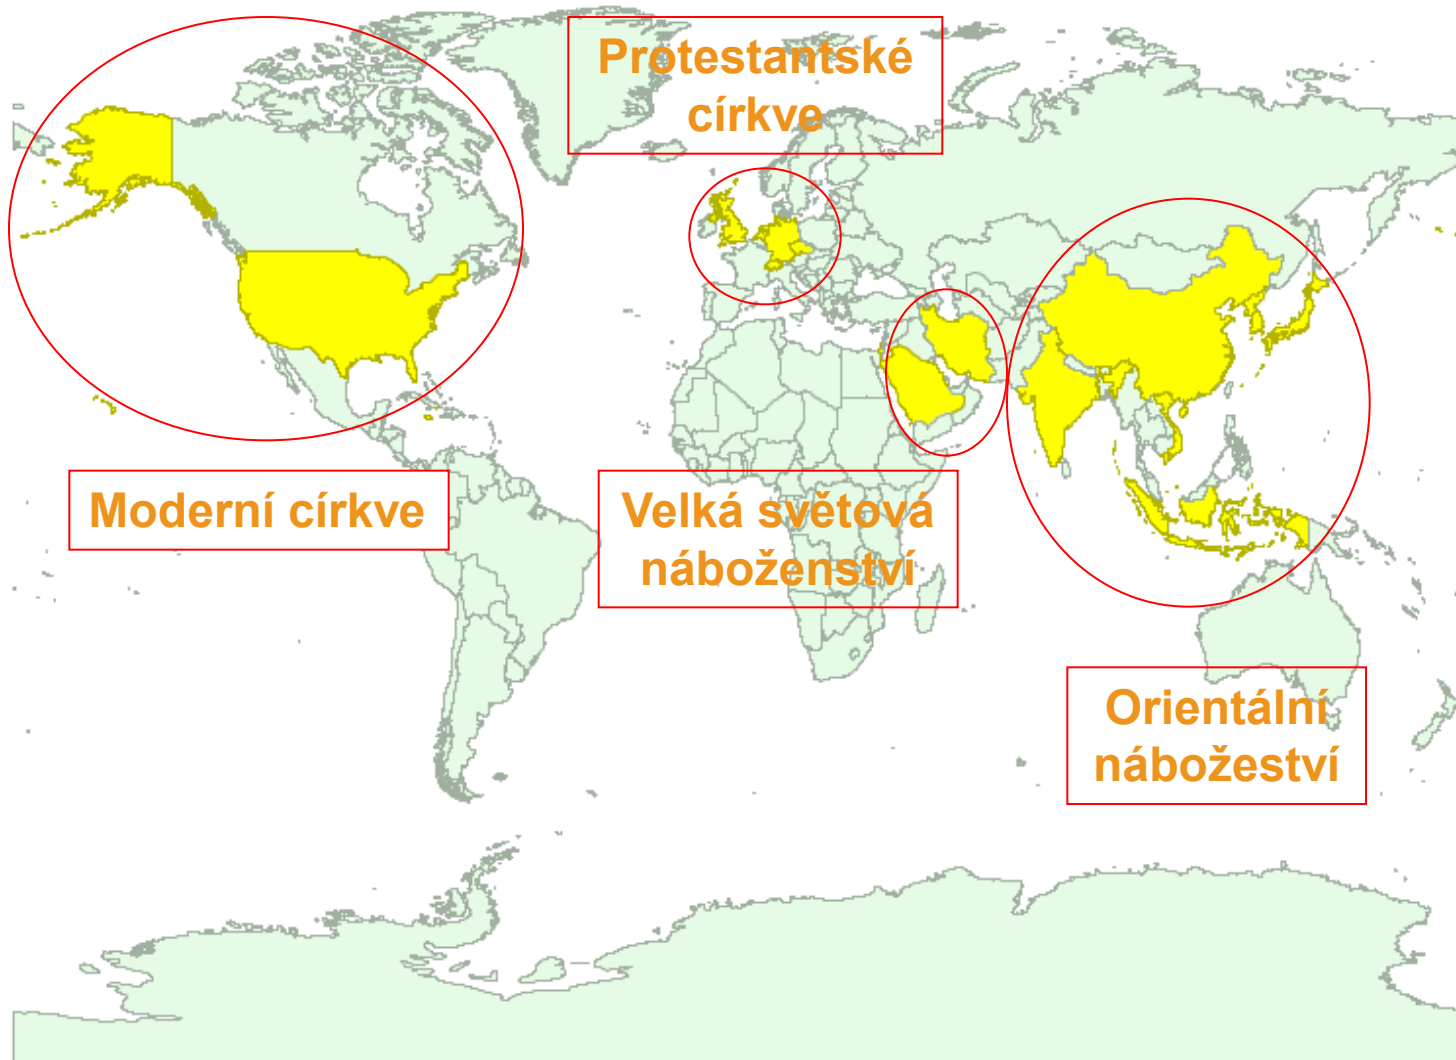 Protestantské
církve
Moderní církve
Velká světová
náboženství
Orientální
nábožeství